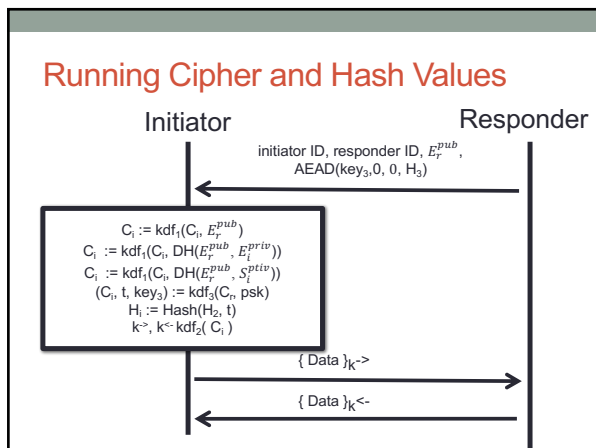 Running Cipher and Hash Values
Initiator
Responder
initiator ID, responder ID, E_r^{pub},
AEAD(key₃,0, 0, H₃)
Cᵢ := kdf₁(Cᵢ, E_r^{pub})
Cᵢ := kdf₁(Cᵢ, DH(E_r^{pub}, E_i^{priv}))
Cᵢ := kdf₁(Cᵢ, DH(E_r^{pub}, S_i^{ptiv}))
(Cᵢ, t, key₃) := kdf₃(Cᵣ, psk)
Hᵢ := Hash(H₂, t)
k^{->}, k^{<-} kdf₂( Cᵢ )
{ Data }ₖ->
{ Data }ₖ<-